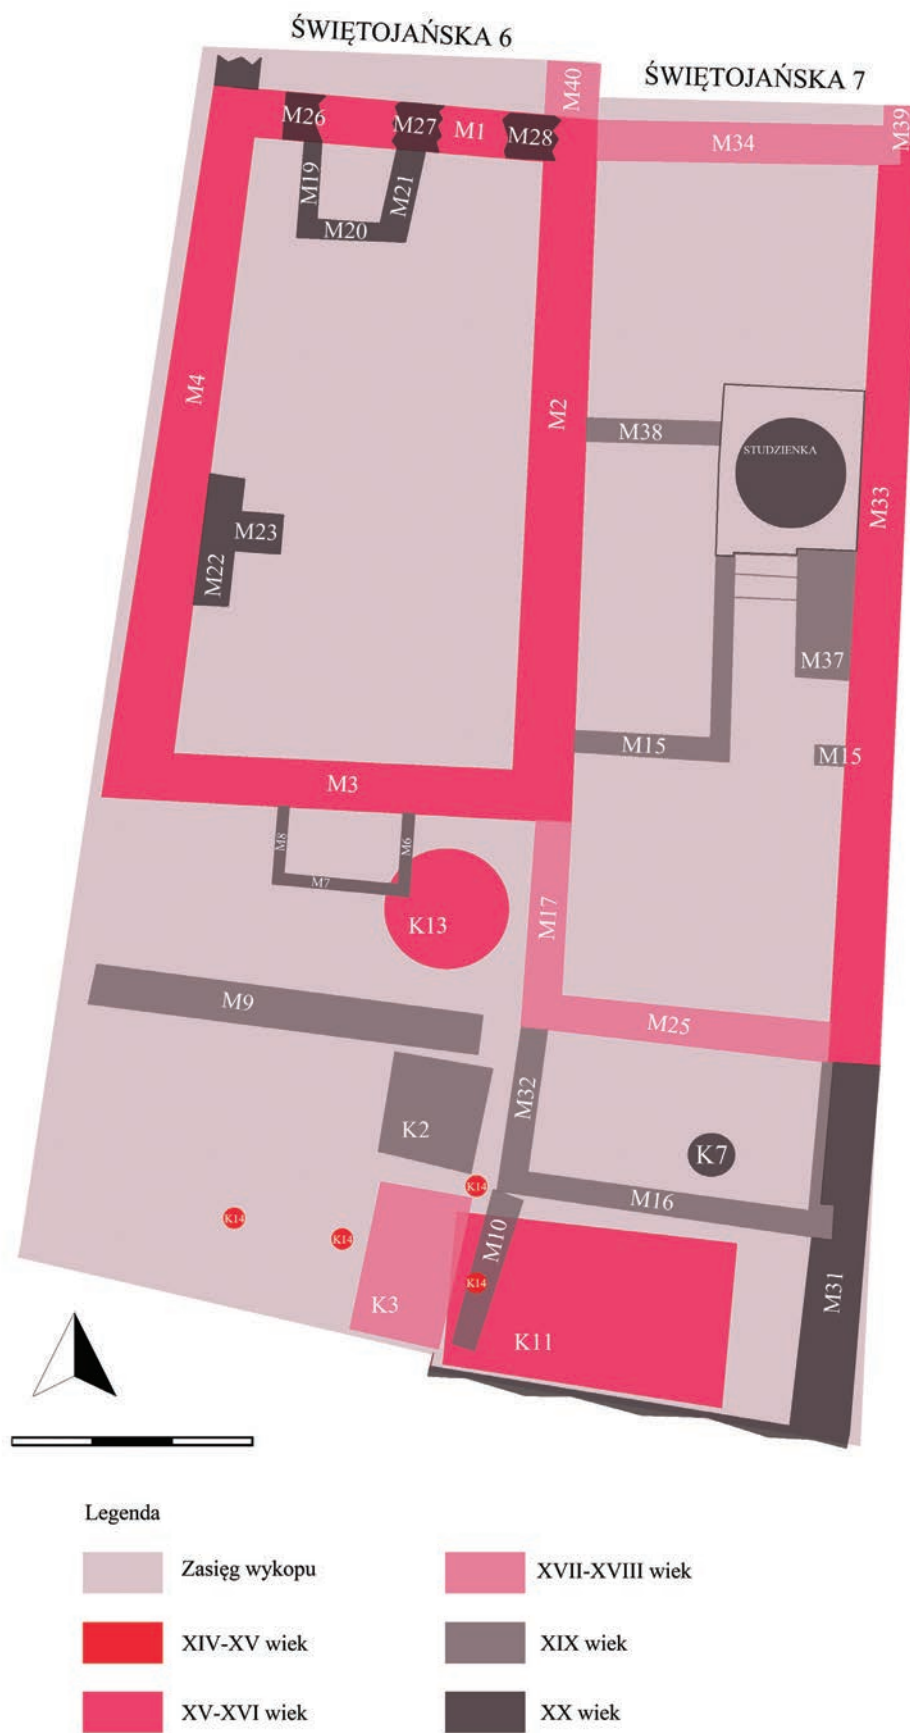 ŚWIĘTOJAŃSKA 6
ŚWIĘTOJAŃSKA 7
M40
M39
M26
M27
M1
M28
M34
M19
M21
M20
M4
M2
M38
STUDZIENKA
M33
M23
M22
M37
M15
M15
M3
M8
M6
M7
K13
M17
M9
M25
M32
K2
K7
K14
M16
K14
K14
M10
K14
M31
K3
K11
Legenda
Zasięg wykopu
XVII-XVIII wiek
XIV-XV wiek
XIX wiek
XV-XVI wiek
XX wiek